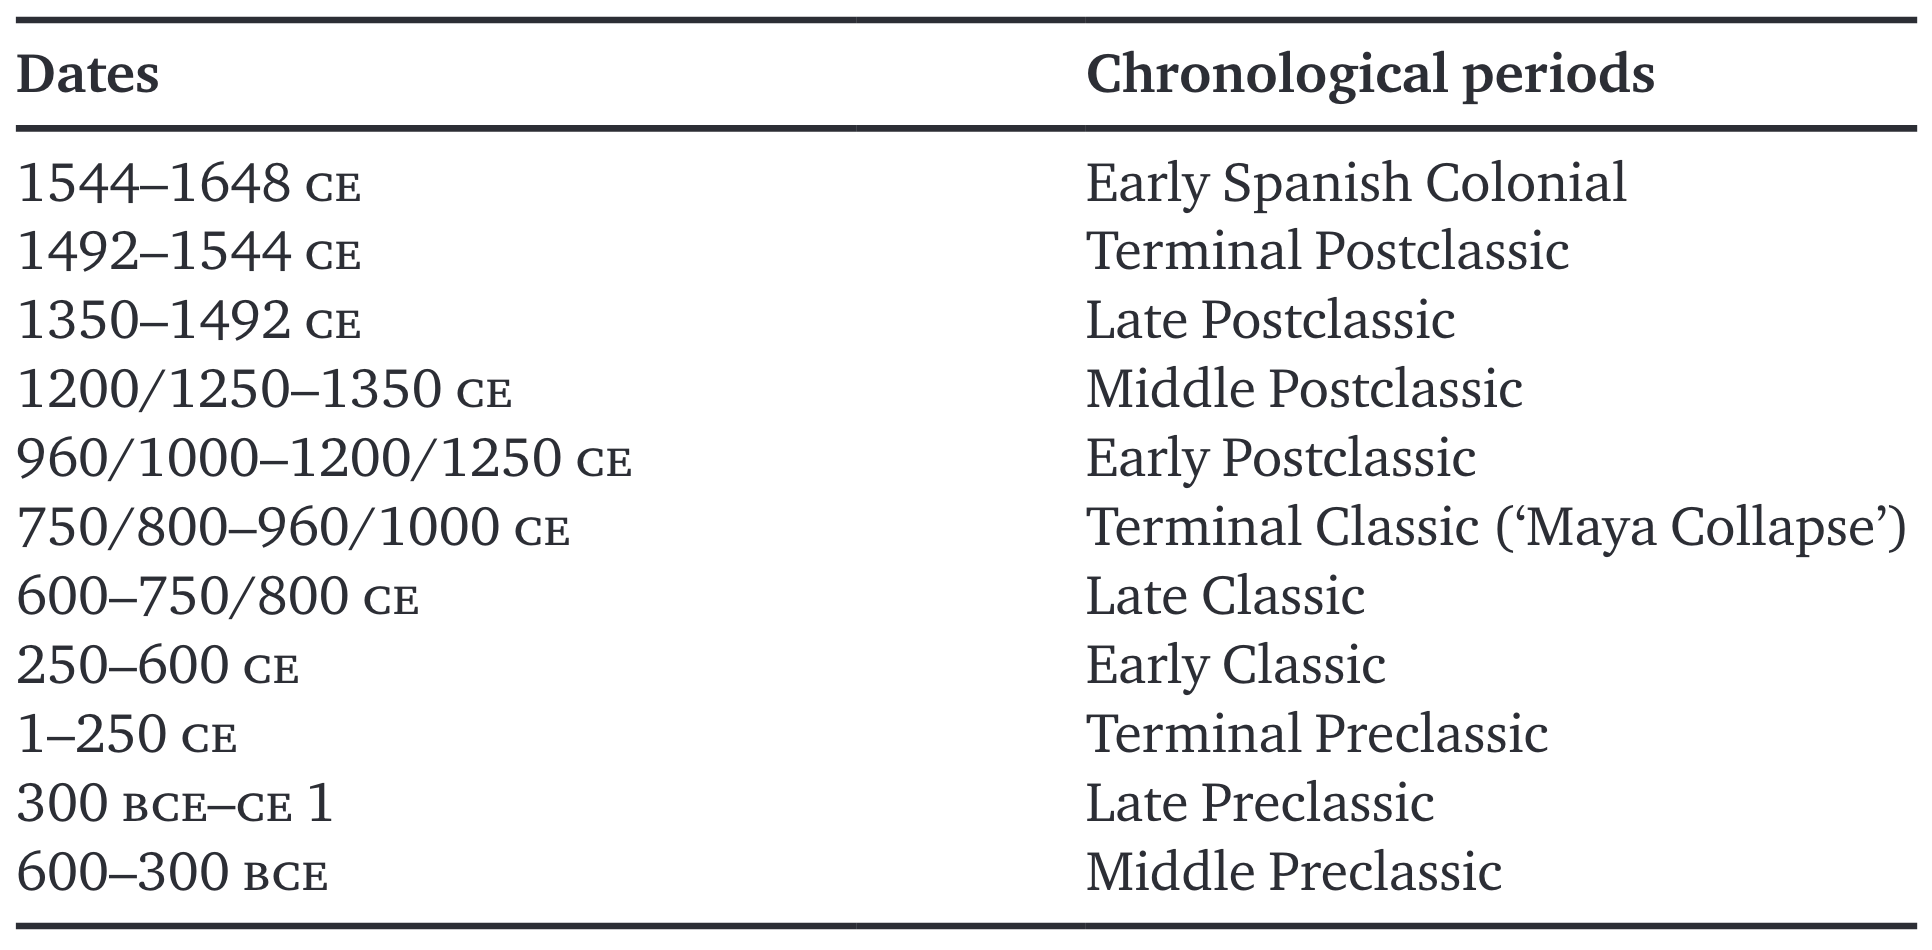 Dates Chronological periods
1544–1648 CE Early Spanish Colonial
1492–1544 CE Terminal Postclassic
1350–1492 CE Late Postclassic
1200/1250–1350 CE Middle Postclassic
960/1000–1200/1250 CE Early Postclassic
750/800–960/1000 CE Terminal Classic (‘Maya Collapse’)
600–750/800 CE Late Classic
250–600 CE Early Classic
1–250 CE Terminal Preclassic
300 BCE–CE 1 Late Preclassic
600–300 BCE Middle Preclassic